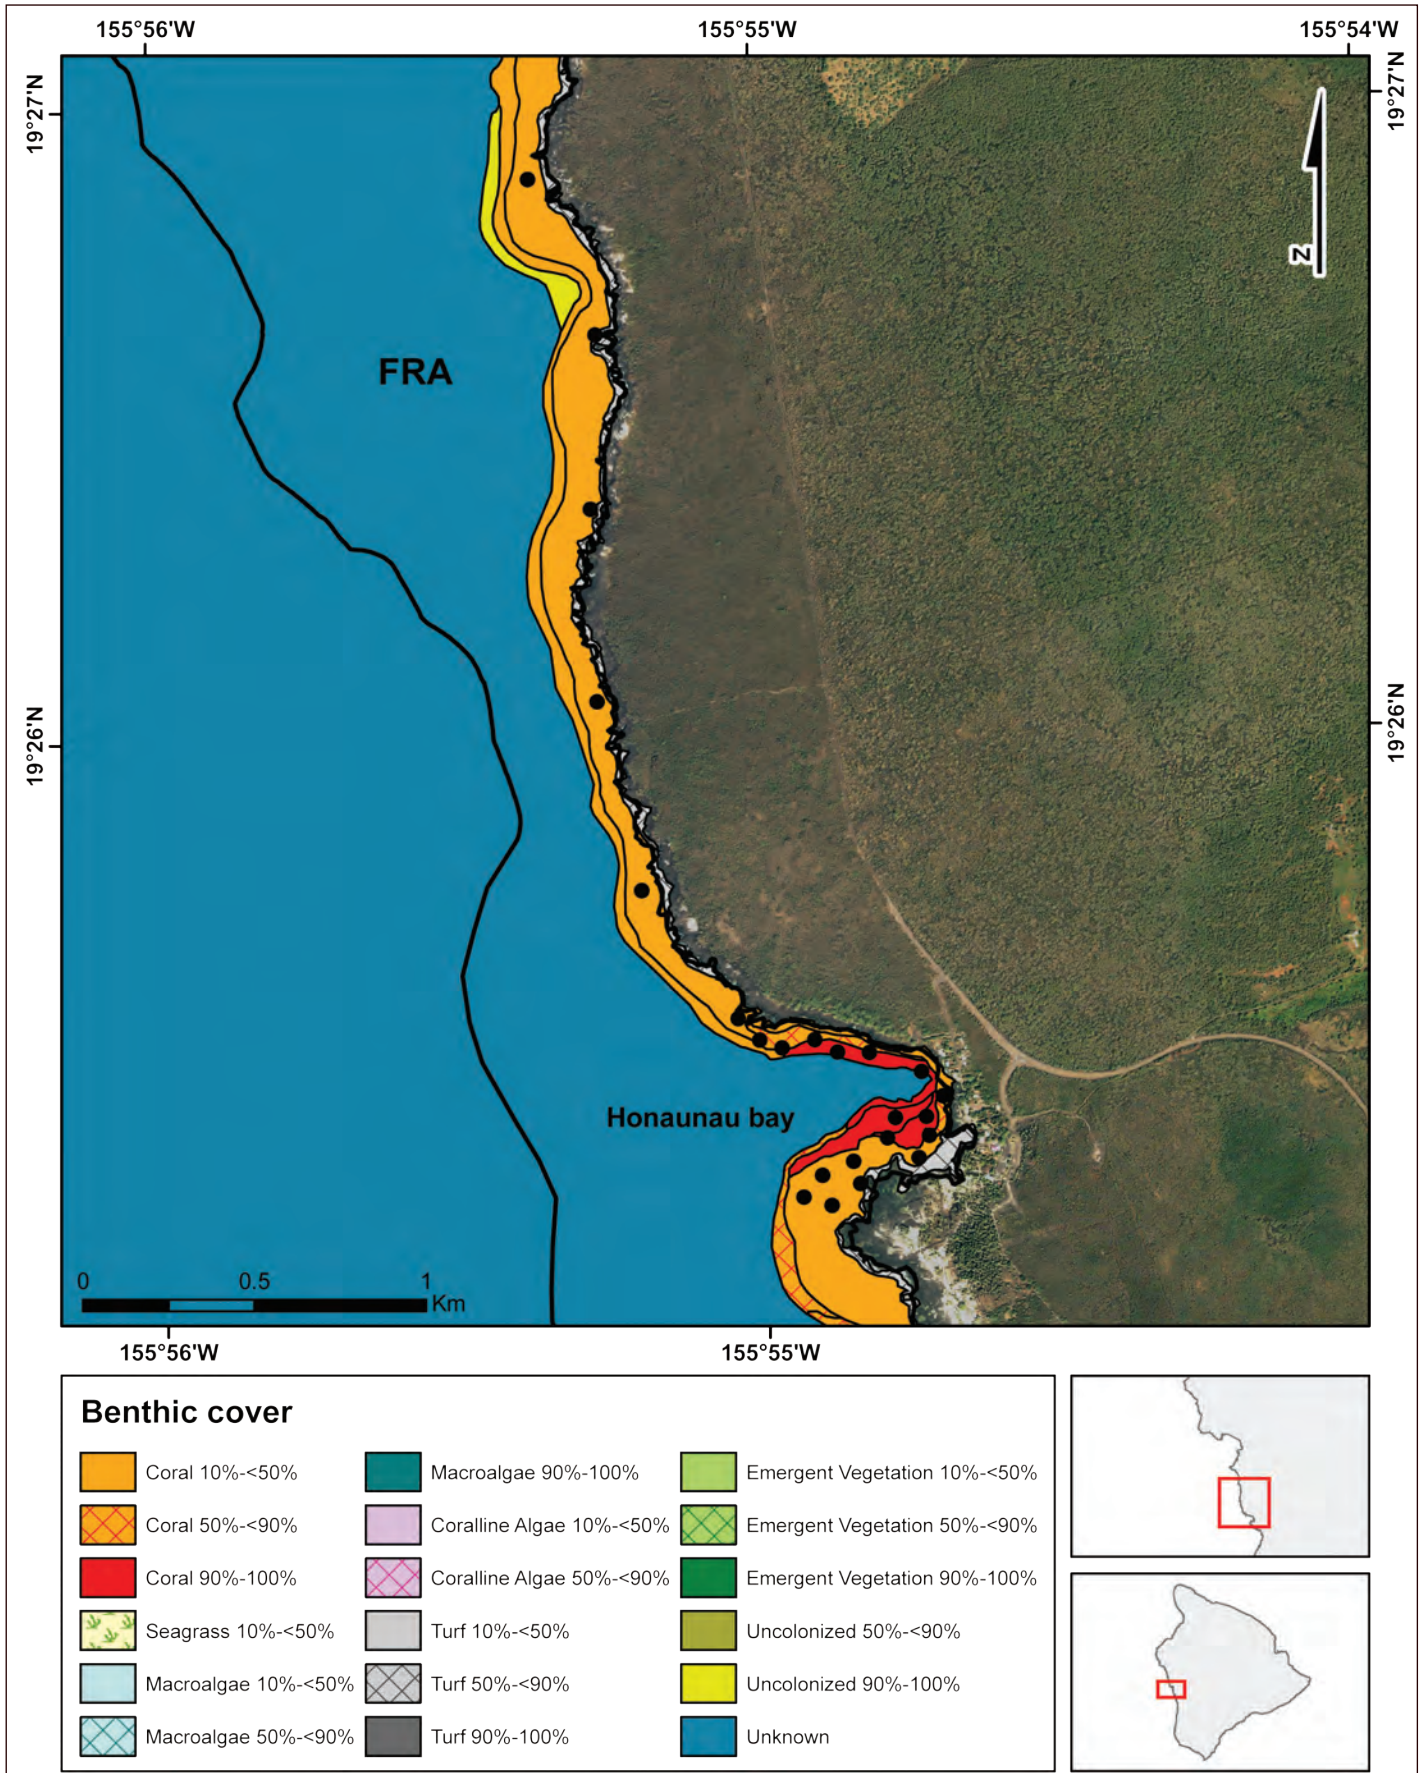 155°56'W 155°55'W 155°54'W
19°27'N 19°27'N
N
FRA
19°26'N 19°26'N
Honaunau bay
0 0.5 1
Km
155°56'W 155°55'W
Benthic cover
Coral 10%-<50%
Coral 50%-<90%
Coral 90%-100%
Seagrass 10%-<50%
Macroalgae 10%-<50%
Macroalgae 50%-<90%
Macroalgae 90%-100%
Coralline Algae 10%-<50%
Coralline Algae 50%-<90%
Turf 10%-<50%
Turf 50%-<90%
Turf 90%-100%
Emergent Vegetation 10%-<50%
Emergent Vegetation 50%-<90%
Emergent Vegetation 90%-100%
Uncolonized 50%-<90%
Uncolonized 90%-100%
Unknown